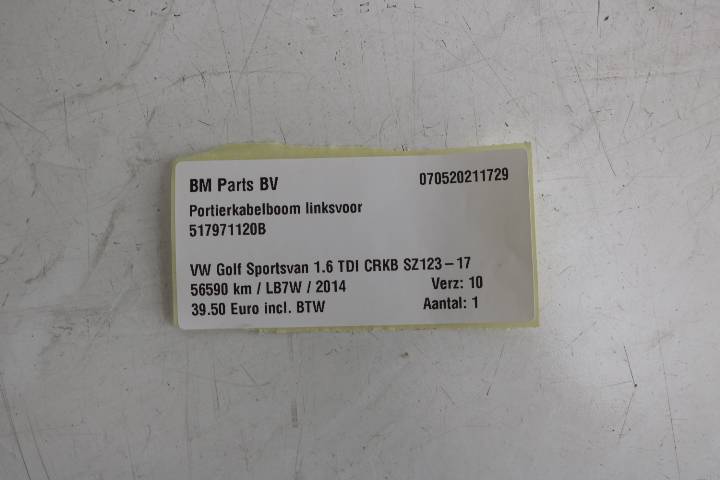 BM Parts BV 070520211729
Portierkabelboom linksvoor
517971120B
VW Golf Sportsvan 1.6 TDI CRKB SZ123-17
56590 km / LB7W / 2014 Verz: 10
39.50 Euro incl. BTW Aantal: 1